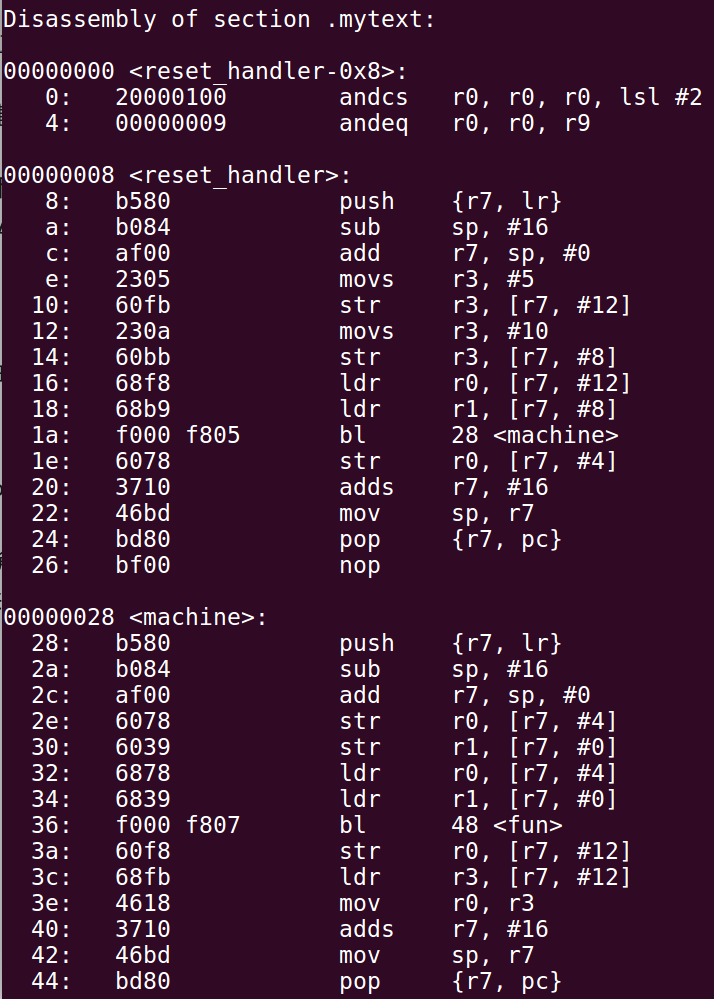 Disassembly of section .mytext:
00000000 <reset_handler-0x8>:
0: 20000100 andcs r0, r0, r0, lsl #2
4: 00000009 andeq r0, r0, r9
00000008 <reset_handler>:
8: b580 push {r7, lr}
a: b084 sub sp, #16
c: af00 add r7, sp, #0
e: 2305 movs r3, #5
10: 60fb str r3, [r7, #12]
12: 230a movs r3, #10
14: 60bb str r3, [r7, #8]
16: 68f8 ldr r0, [r7, #12]
18: 68b9 ldr r1, [r7, #8]
1a: f000 f805 bl 28 <machine>
1e: 6078 str r0, [r7, #4]
20: 3710 adds r7, #16
22: 46bd mov sp, r7
24: bd80 pop {r7, pc}
26: bf00 nop
00000028 <machine>:
28: b580 push {r7, lr}
2a: b084 sub sp, #16
2c: af00 add r7, sp, #0
2e: 6078 str r0, [r7, #4]
30: 6039 str r1, [r7, #0]
32: 6878 ldr r0, [r7, #4]
34: 6839 ldr r1, [r7, #0]
36: f000 f807 bl 48 <fun>
3a: 60f8 str r0, [r7, #12]
3c: 68fb ldr r3, [r7, #12]
3e: 4618 mov r0, r3
40: 3710 adds r7, #16
42: 46bd mov sp, r7
44: bd80 pop {r7, pc}